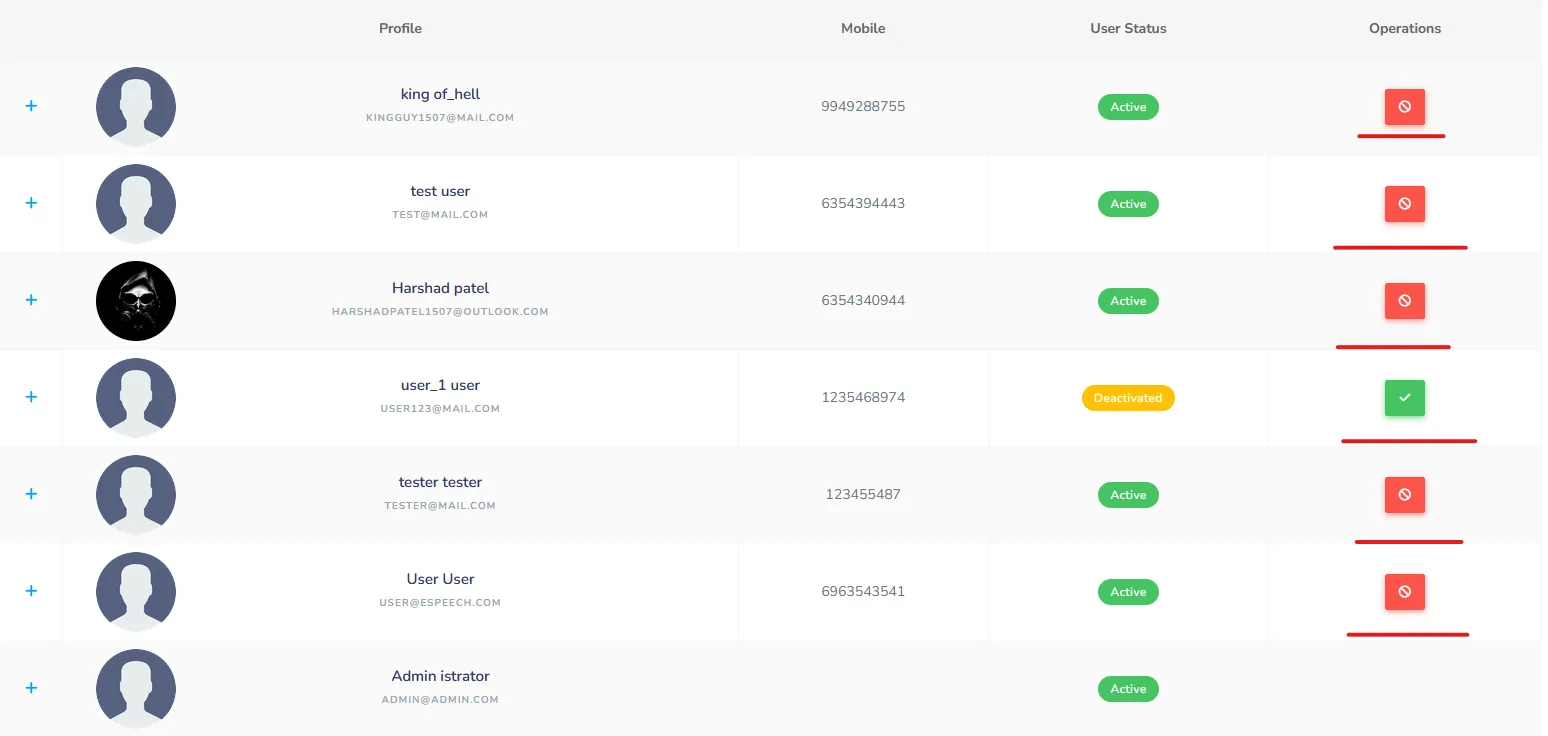 Profile Mobile User Status Operations
king of_hell
KINGGUY1507@MAIL.COM
9949288755
Active
test user
TEST@MAIL.COM
6354394443
Active
Harshad patel
HARSHADPATEL1507@OUTLOOK.COM
6354340944
Active
user_1 user
USER123@MAIL.COM
1235468974
Deactivated
tester tester
TESTER@MAIL.COM
123455487
Active
User User
USER@ESPEECH.COM
6963543541
Active
Admin istrator
ADMIN@ADMIN.COM
Active